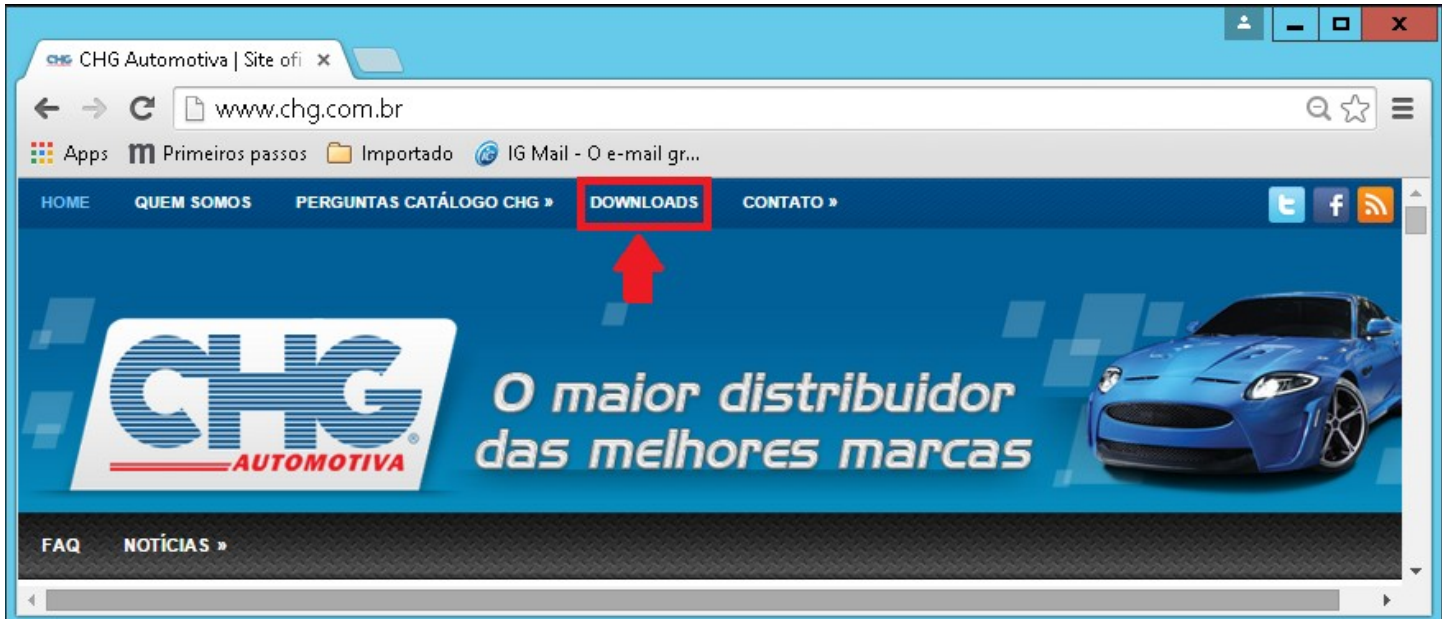 CHG Automotiva | Site ofi
www.chg.com.br
Apps Primeiros passos Importado IG Mail - O e-mail gr...
HOME QUEM SOMOS PERGUNTAS CATÁLOGO CHG » DOWNLOADS CONTATO »
CHG
AUTOMOTIVA
O maior distribuidor
das melhores marcas
FAQ NOTÍCIAS »